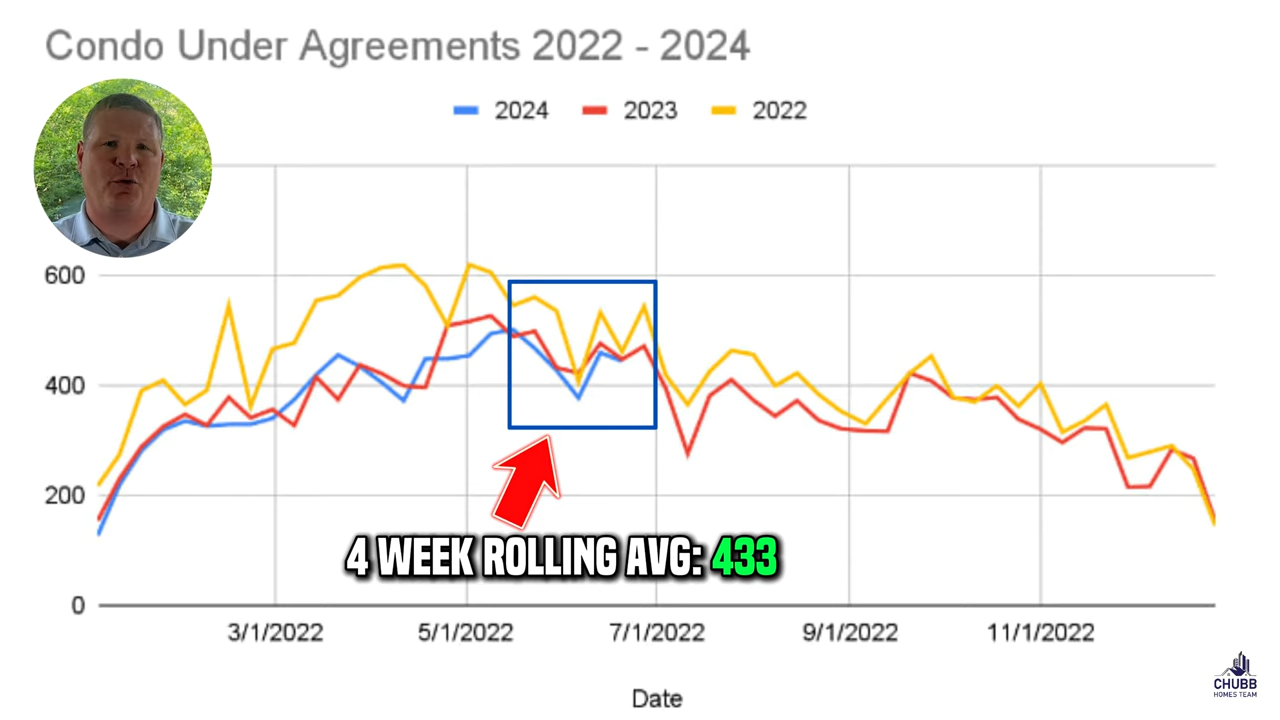 Condo Under Agreements 2022 - 2024
2024 2023 2022
600
400
200
0
4 WEEK ROLLING AVG: 433
3/1/2022 5/1/2022 7/1/2022 9/1/2022 11/1/2022
Date
CHUBB
HOMES TEAM